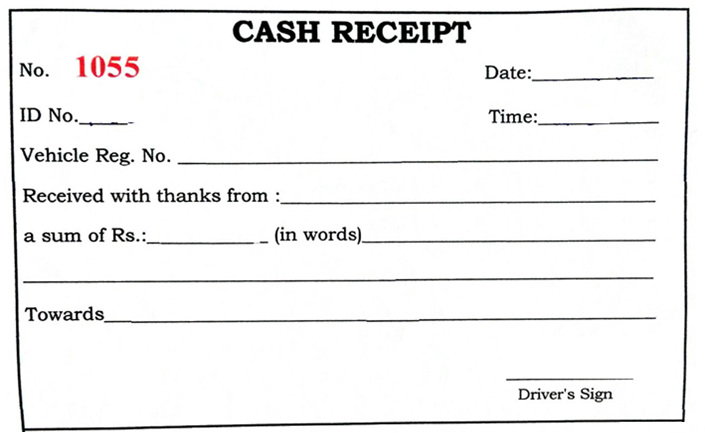 CASH RECEIPT
No. 1055 Date:
ID No. Time:
Vehicle Reg. No.
Received with thanks from :
a sum of Rs.: (in words)
Towards
Driver's Sign